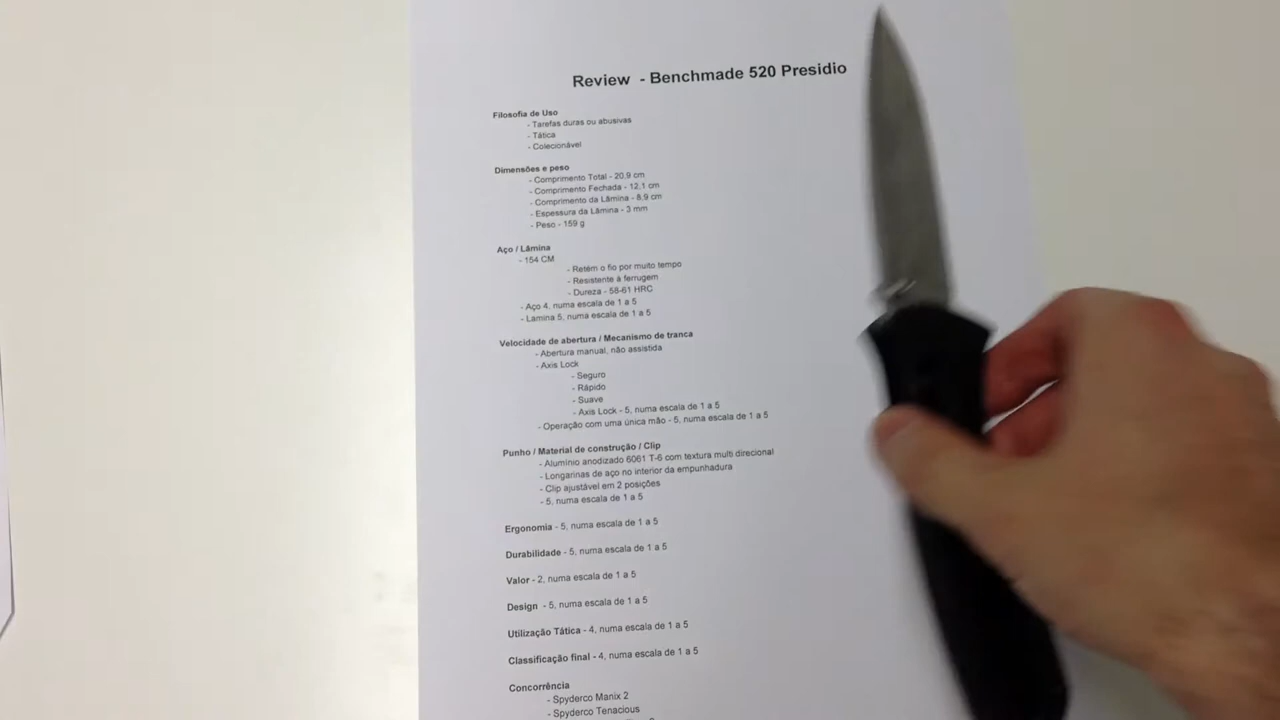 Review - Benchmade 520 Presidio
Filosofia de Uso
- Tarefas duras ou abusivas
- Tática
- Colecionável
Dimensões e peso
- Comprimento Total - 20,9 cm
- Comprimento Fechada - 12,1 cm
- Comprimento da Lâmina - 8,9 cm
- Espessura da Lâmina - 3 mm
- Peso - 159 g
Aço / Lâmina
- 154 CM
- Retém o fio por muito tempo
- Resistente à ferrugem
- Dureza - 58-61 HRC
- Aço 4, numa escala de 1 a 5
- Lamina 5, numa escala de 1 a 5
Velocidade de abertura / Mecanismo de tranca
- Abertura manual, não assistida
- Axis Lock
- Seguro
- Rápido
- Suave
- Axis Lock - 5, numa escala de 1 a 5
- Operação com uma única mão - 5, numa escala de 1 a 5
Punho / Material de construção / Clip
- Alumínio anodizado 6061 T-6 com textura multi direcional
- Longarinas de aço no interior da empunhadura
- Clip ajustável em 2 posições
- 5, numa escala de 1 a 5
Ergonomia - 5, numa escala de 1 a 5
Durabilidade - 5, numa escala de 1 a 5
Valor - 2, numa escala de 1 a 5
Design - 5, numa escala de 1 a 5
Utilização Tática - 4, numa escala de 1 a 5
Classificação final - 4, numa escala de 1 a 5
Concorrência
- Spyderco Manix 2
- Spyderco Tenacious